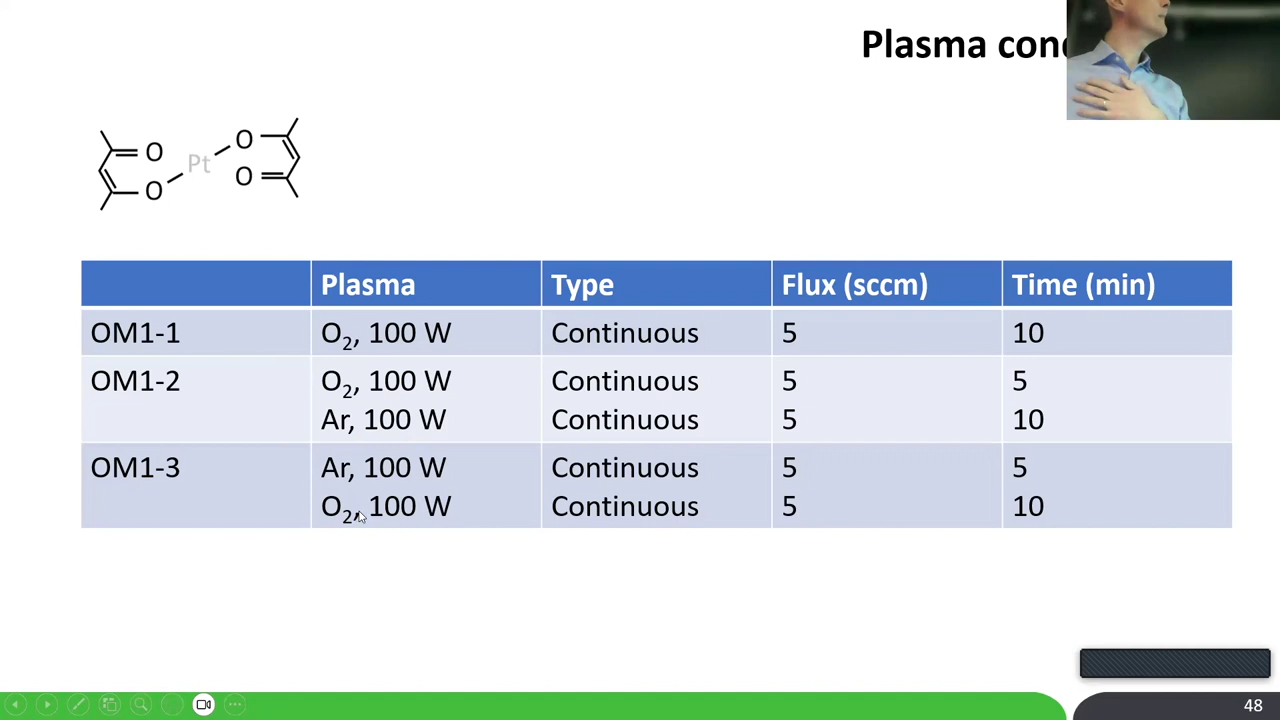 Plasma
O
O
Pt
O
O
Plasma Type Flux (sccm) Time (min)
OM1-1 O₂, 100 W Continuous 5 10
OM1-2 O₂, 100 W Continuous 5 5
Ar, 100 W Continuous 5 10
OM1-3 Ar, 100 W Continuous 5 5
O₂, 100 W Continuous 5 10
48